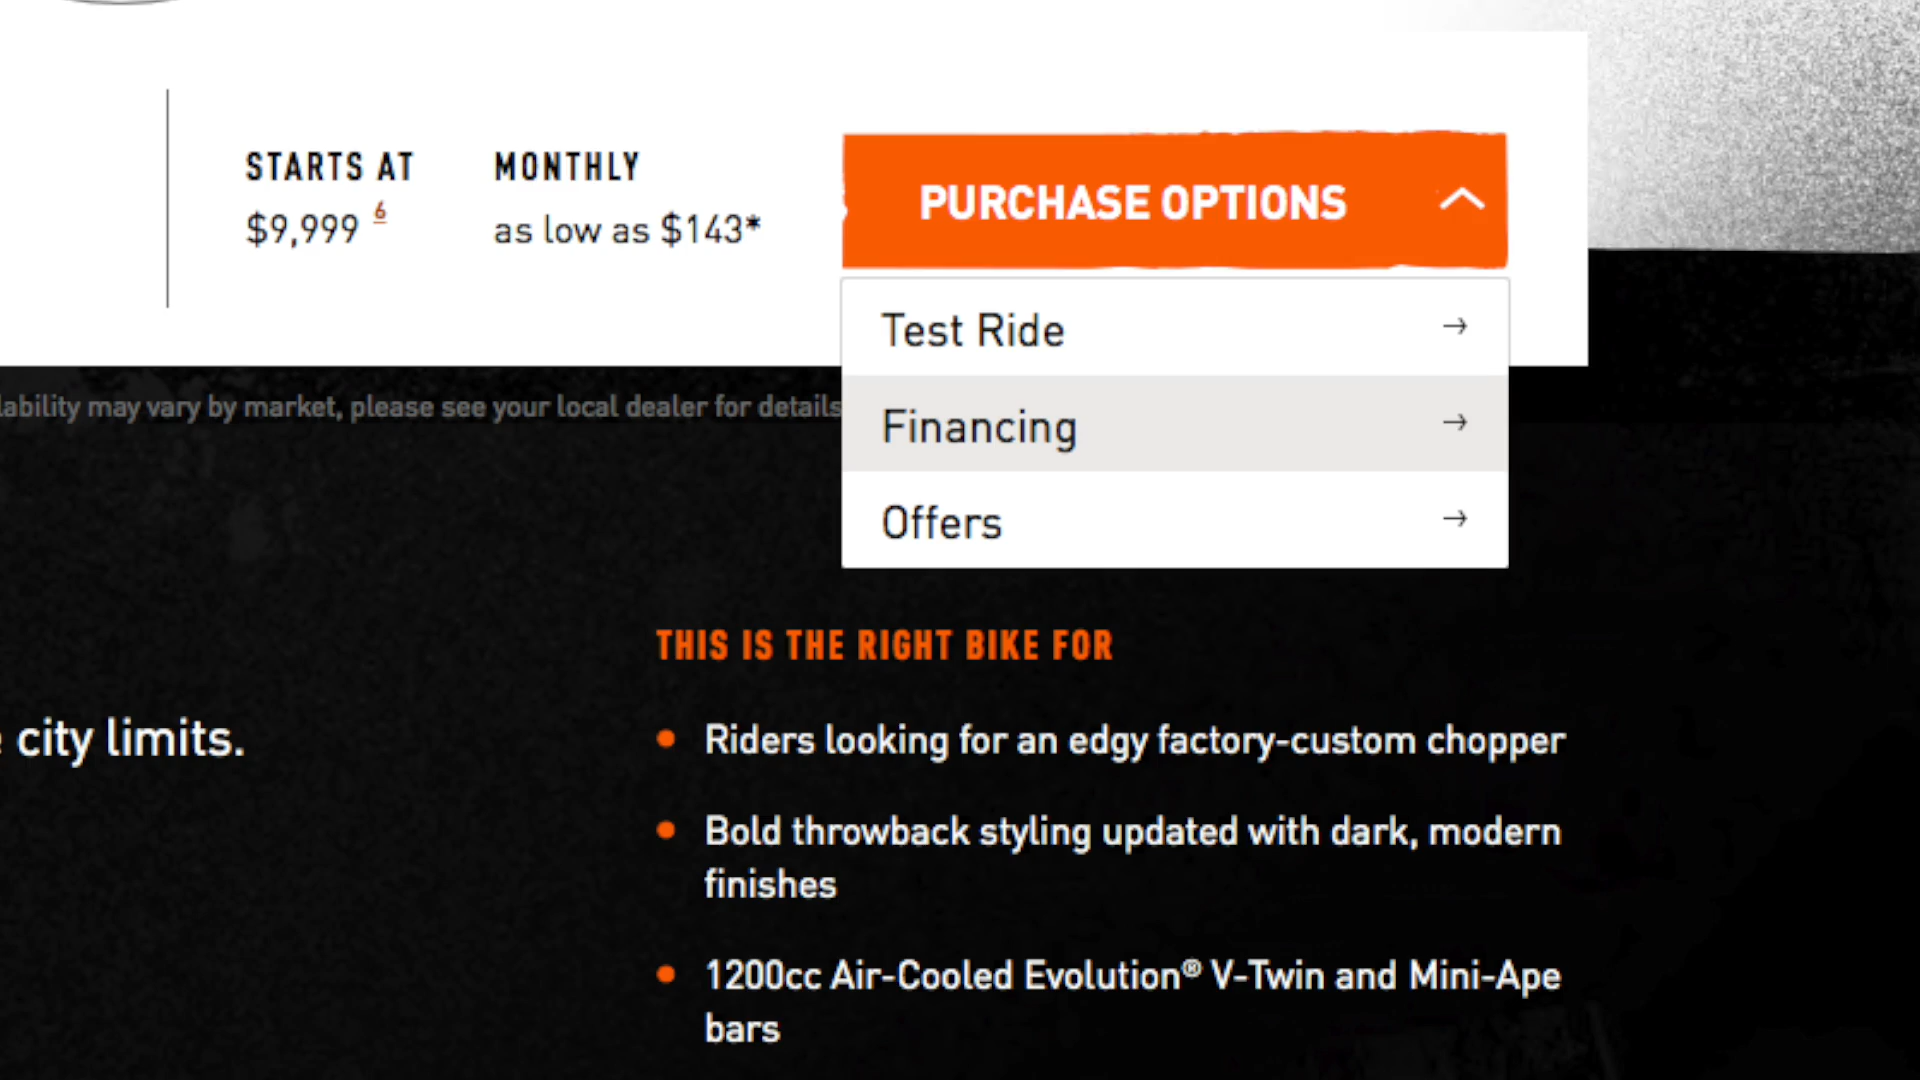 STARTS AT
MONTHLY
$9,999 6
as low as $143*
PURCHASE OPTIONS
Test Ride
may vary by market, please see your local dealer for details
Financing
Offers
THIS IS THE RIGHT BIKE FOR
city limits.
Riders looking for an edgy factory-custom chopper
Bold throwback styling updated with dark, modern
finishes
1200cc Air-Cooled Evolution® V-Twin and Mini-Ape
bars